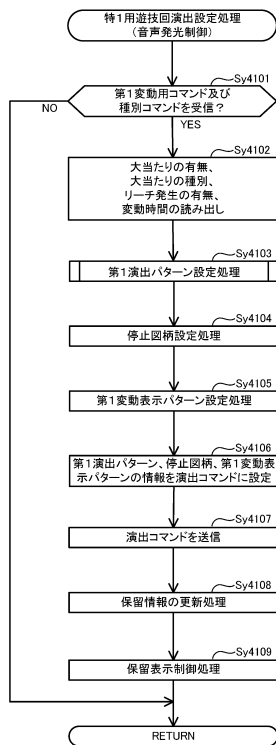 特1用遊技回演出設定処理
(音声発光制御)
Sy4101
第1変動用コマンド及び
種別コマンドを受信？
NO
YES
Sy4102
大当たりの有無、
大当たりの種別、
リーチ発生の有無、
変動時間の読み出し
Sy4103
第1演出パターン設定処理
Sy4104
停止図柄設定処理
Sy4105
第1変動表示パターン設定処理
Sy4106
第1演出パターン、停止図柄、第1変動表
示パターンの情報を演出コマンドに設定
Sy4107
演出コマンドを送信
Sy4108
保留情報の更新処理
Sy4109
保留表示制御処理
RETURN